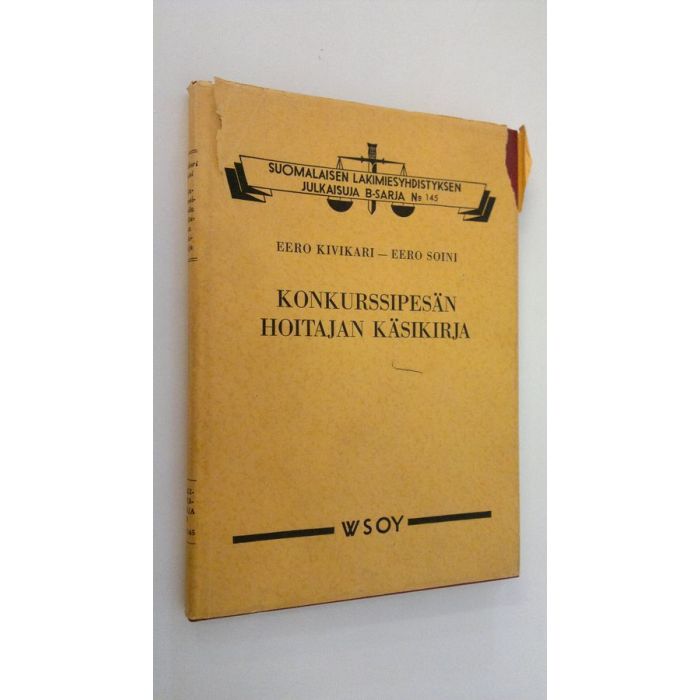 SUOMALAISEN LAKIMIESYHDISTYKSEN
JULKAISUJA B-SARJA No 145
EERO KIVIKARI — EERO SOINI
KONKURSSIPESÄN
HOITAJAN KÄSIKIRJA
WSOY